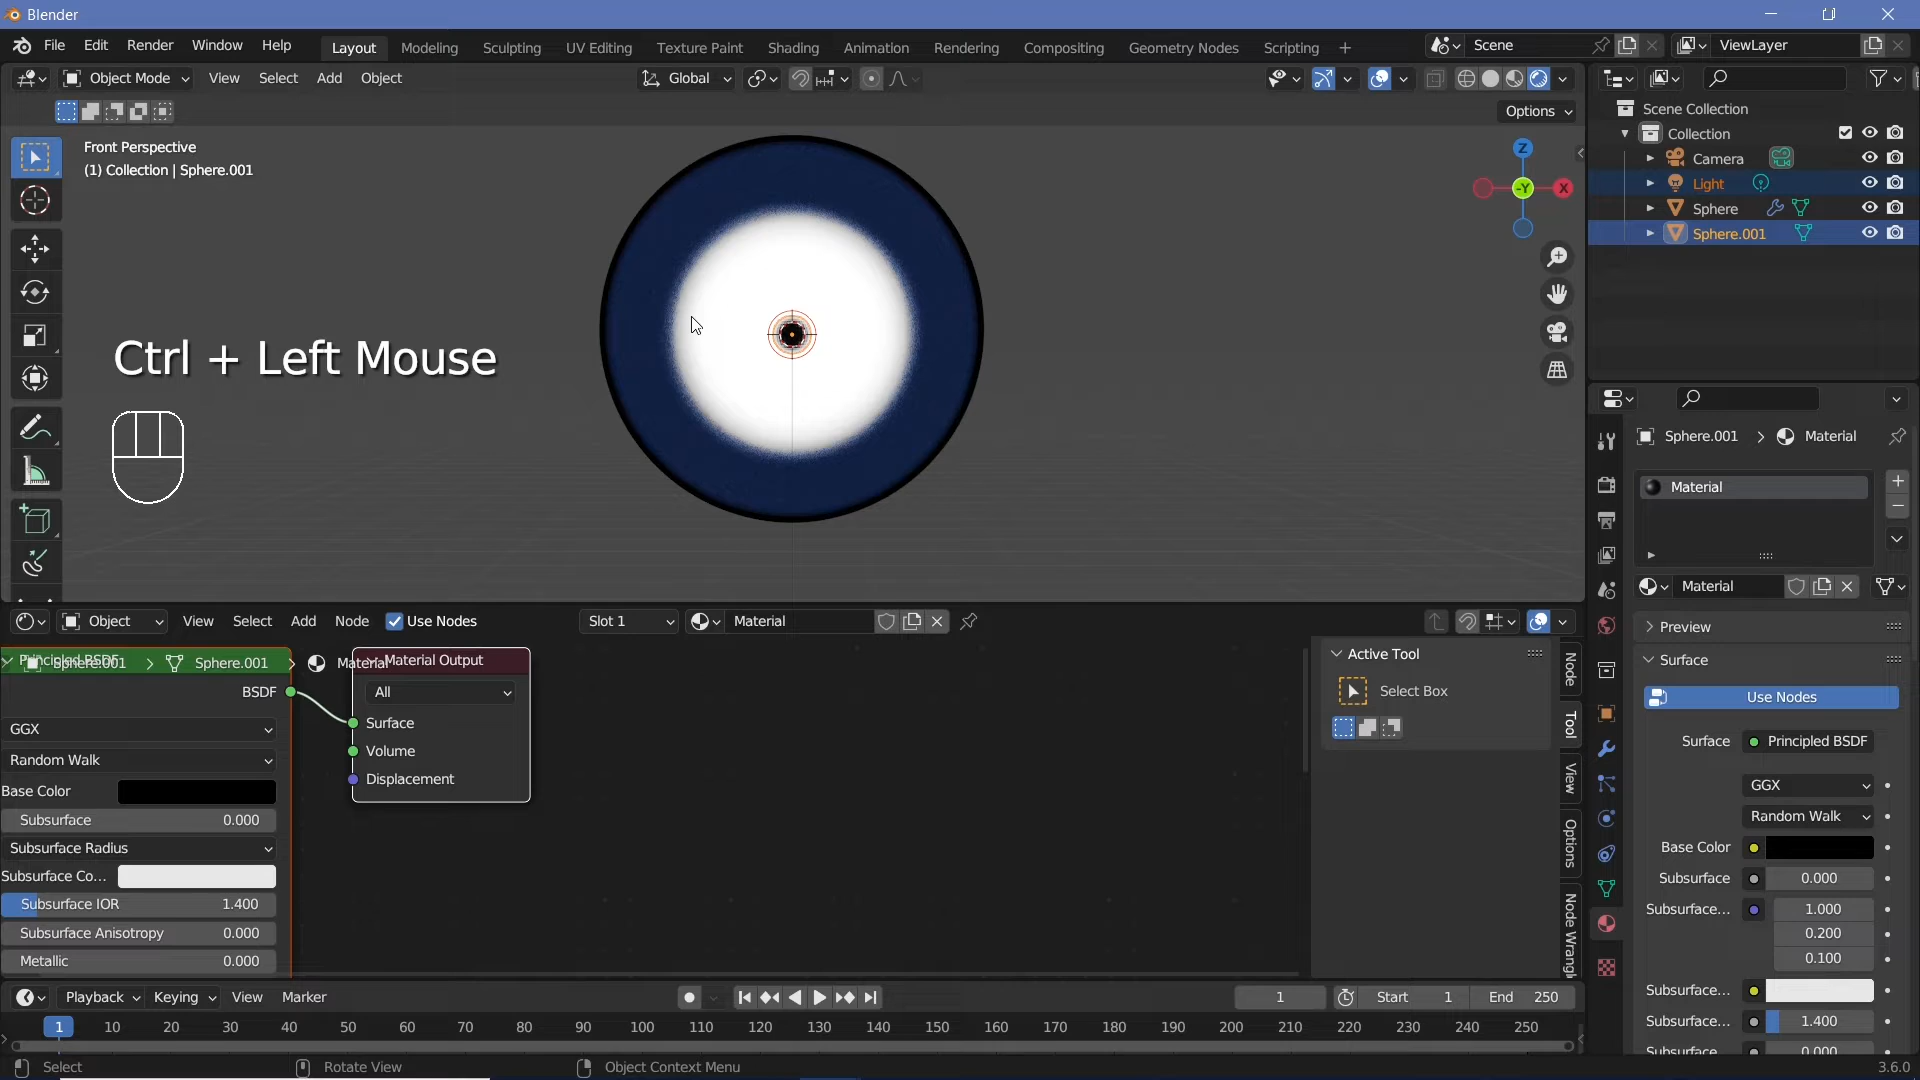 Blender
File Edit Render Window Help Layout Modeling Sculpting UV Editing Texture Paint Shading Animation Rendering Compositing Geometry Nodes Scripting + Scene ViewLayer
Object Mode View Select Add Object Global
Options
Front Perspective
(1) Collection | Sphere.001
Ctrl + Left Mouse
Z
-Y
X
Scene Collection
Collection
Camera
Light
Sphere
Sphere.001
Sphere.001 > Material
Material
Material
Preview
Surface
Use Nodes
Surface Principled BSDF
GGX
Random Walk
Base Color
Subsurface 0.000
Subsurface... 1.000
0.200
0.100
Subsurface...
Subsurface... 1.400
Subsurface 0.000
Object View Select Add Node Use Nodes Slot 1 Material
Principled BSDF
Sphere.001 > Sphere.001 > Material
Material Output
BSDF
GGX
Random Walk
Base Color
Subsurface 0.000
Subsurface Radius
Subsurface Co...
Subsurface IOR 1.400
Subsurface Anisotropy 0.000
Metallic 0.000
All
Surface
Volume
Displacement
Active Tool
Select Box
Node
Tool
View
Options
Node Wrangl
Playback Keying View Marker 1 Start 1 End 250
1 10 20 30 40 50 60 70 80 90 100 110 120 130 140 150 160 170 180 190 200 210 220 230 240 250
Select Rotate View Object Context Menu 3.6.0